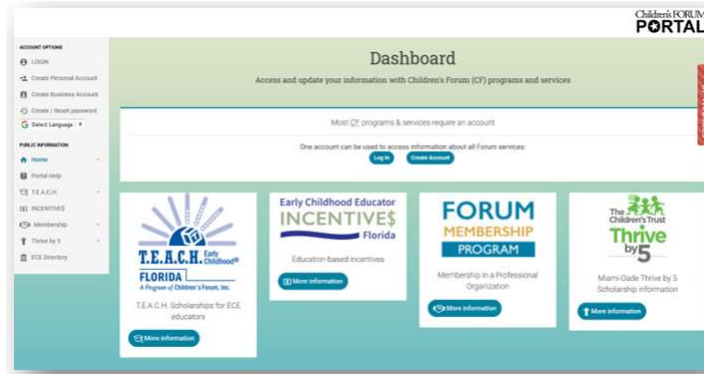 Children's FORUM
PORTAL
ACCOUNT OPTIONS
LOGIN
Create Personal Account
Create Business Account
Create / Reset password
Select Language
PUBLIC INFORMATION
Home
Portal Help
T.E.A.C.H.
INCENTIVE$
Membership
Thrive by 5
ECE Directory
Dashboard
Access and update your information with Children's Forum (CF) programs and services
Most CF programs & services require an account
One account can be used to access information about all Forum services:
Log in
Create Account
T.E.A.C.H. Early Childhood®
FLORIDA
A Program of Children's Forum, Inc.
T.E.A.C.H. Scholarships for ECE
educators
More information
Early Childhood Educator
INCENTIVE$
Florida
Education-based incentives
More information
FORUM
MEMBERSHIP
PROGRAM
Membership in a Professional
Organization
More information
The Children's Trust
Thrive
by 5
Miami-Dade Thrive by 5
Scholarship information
More information